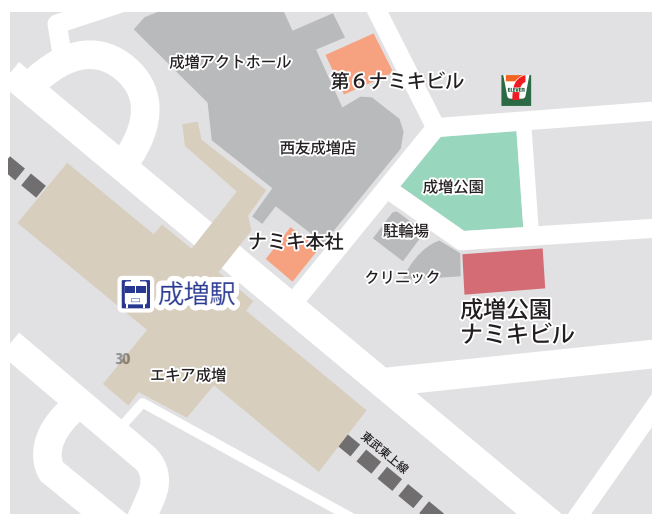 成増アクトホール
第６ナミキビル
7
ELEVEN
西友成増店
成増公園
駐輪場
ナミキ本社
クリニック
成増駅
成増公園
ナミキビル
30
エキア成増
東武東上線